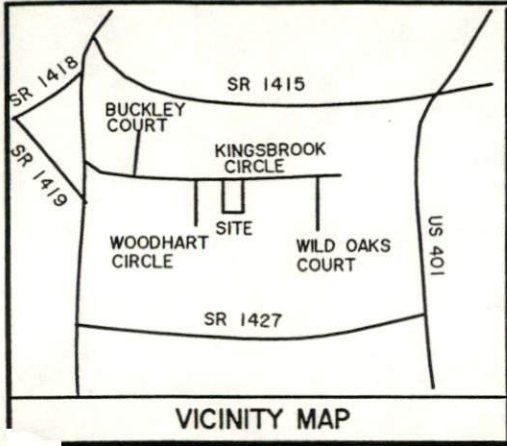 SR 1418
SR 1415
BUCKLEY
COURT
KINGSBROOK
CIRCLE
SR 1419
SITE
WOODHART
CIRCLE
WILD OAKS
COURT
US 401
SR 1427
VICINITY MAP